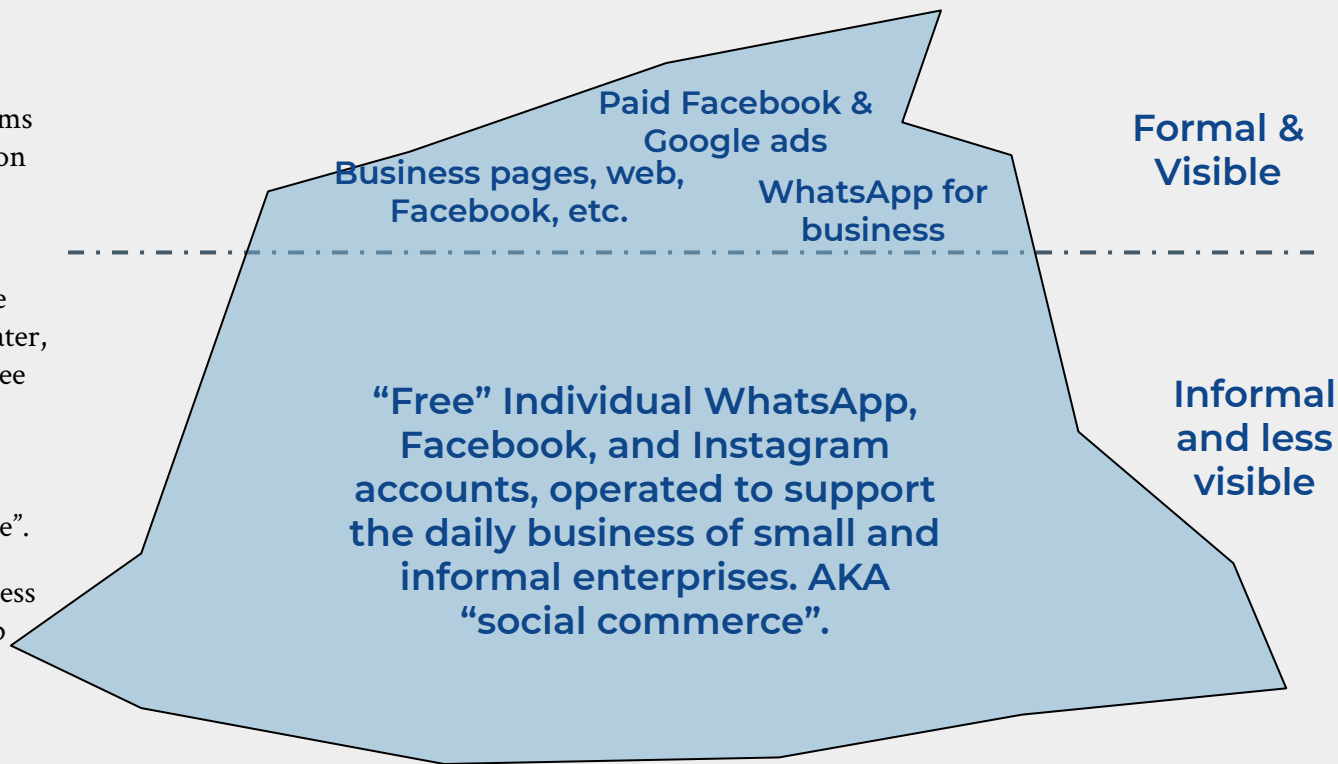 Paid Facebook &
Google ads
Business pages, web,
Facebook, etc.
WhatsApp for
business
Formal &
Visible
“Free” Individual WhatsApp,
Facebook, and Instagram
accounts, operated to support
the daily business of small and
informal enterprises. AKA
“social commerce”.
Informal
and less
visible